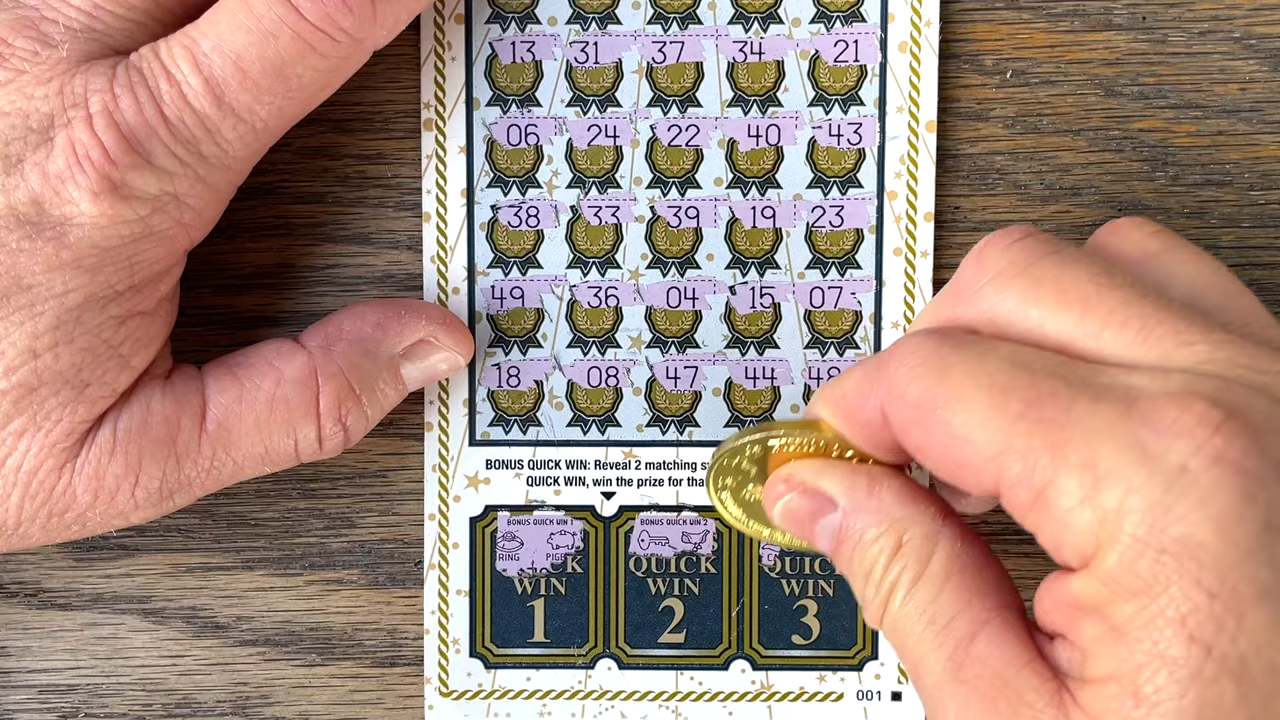 13 31 37 34 21
06 24 22 40 43
38 33 39 19 23
49 36 04 15 07
18 08 47 44 48
BONUS QUICK WIN: Reveal 2 matching
QUICK WIN, win the prize for
BONUS QUICK WIN 1 BONUS QUICK WIN 2
RING
QUICK
WIN WIN WIN
1 2 3
001